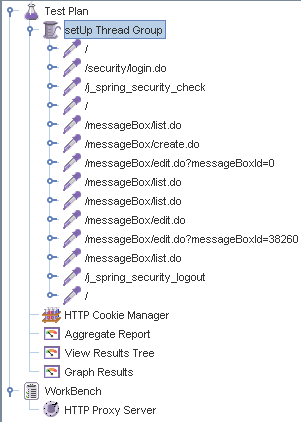 Test Plan
setUp Thread Group
/
/security/login.do
/j_spring_security_check
/
/messageBox/list.do
/messageBox/create.do
/messageBox/edit.do?messageBoxId=0
/messageBox/list.do
/messageBox/list.do
/messageBox/edit.do
/messageBox/edit.do?messageBoxId=38260
/messageBox/list.do
/j_spring_security_logout
/
HTTP Cookie Manager
Aggregate Report
View Results Tree
Graph Results
WorkBench
HTTP Proxy Server